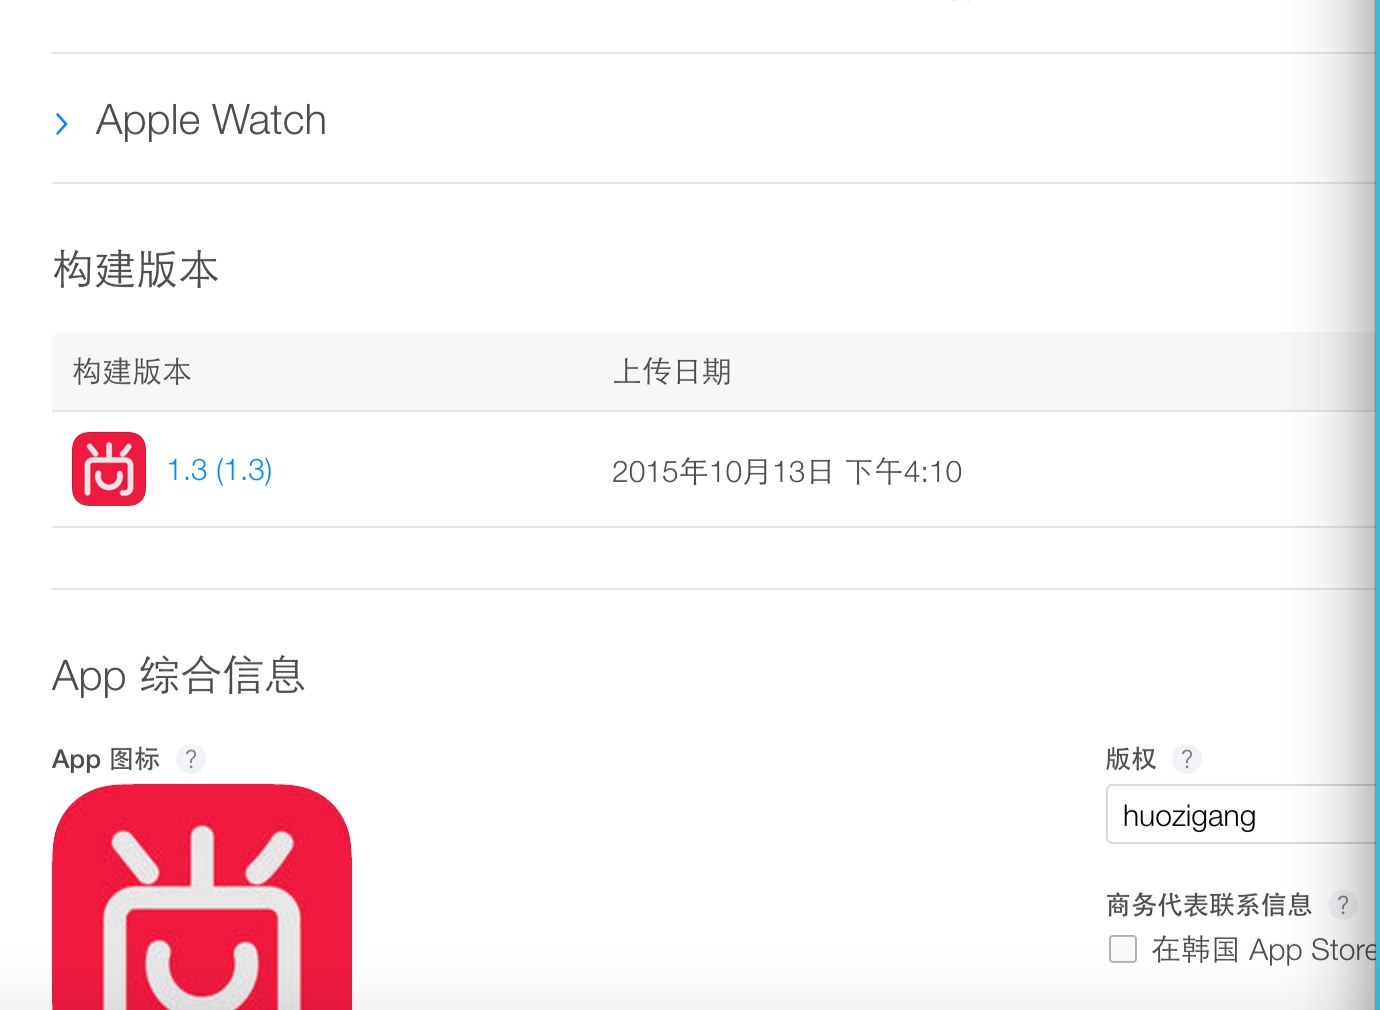 Apple Watch
构建版本
构建版本 上传日期
尚 1.3 (1.3) 2015年10月13日 下午4:10
App 综合信息
App 图标 ? 版权 ?
huozigang
商务代表联系信息 ?
在韩国 App Store